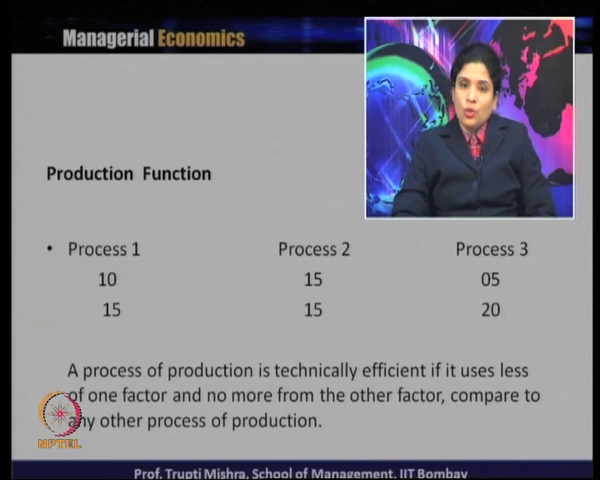 Managerial Economics
Production Function
• Process 1 Process 2 Process 3
10 15 05
15 15 20
A process of production is technically efficient if it uses less
of one factor and no more from the other factor, compare to
any other process of production.
NPTEL
Prof. Trupti Mishra, School of Management, IIT Bombay